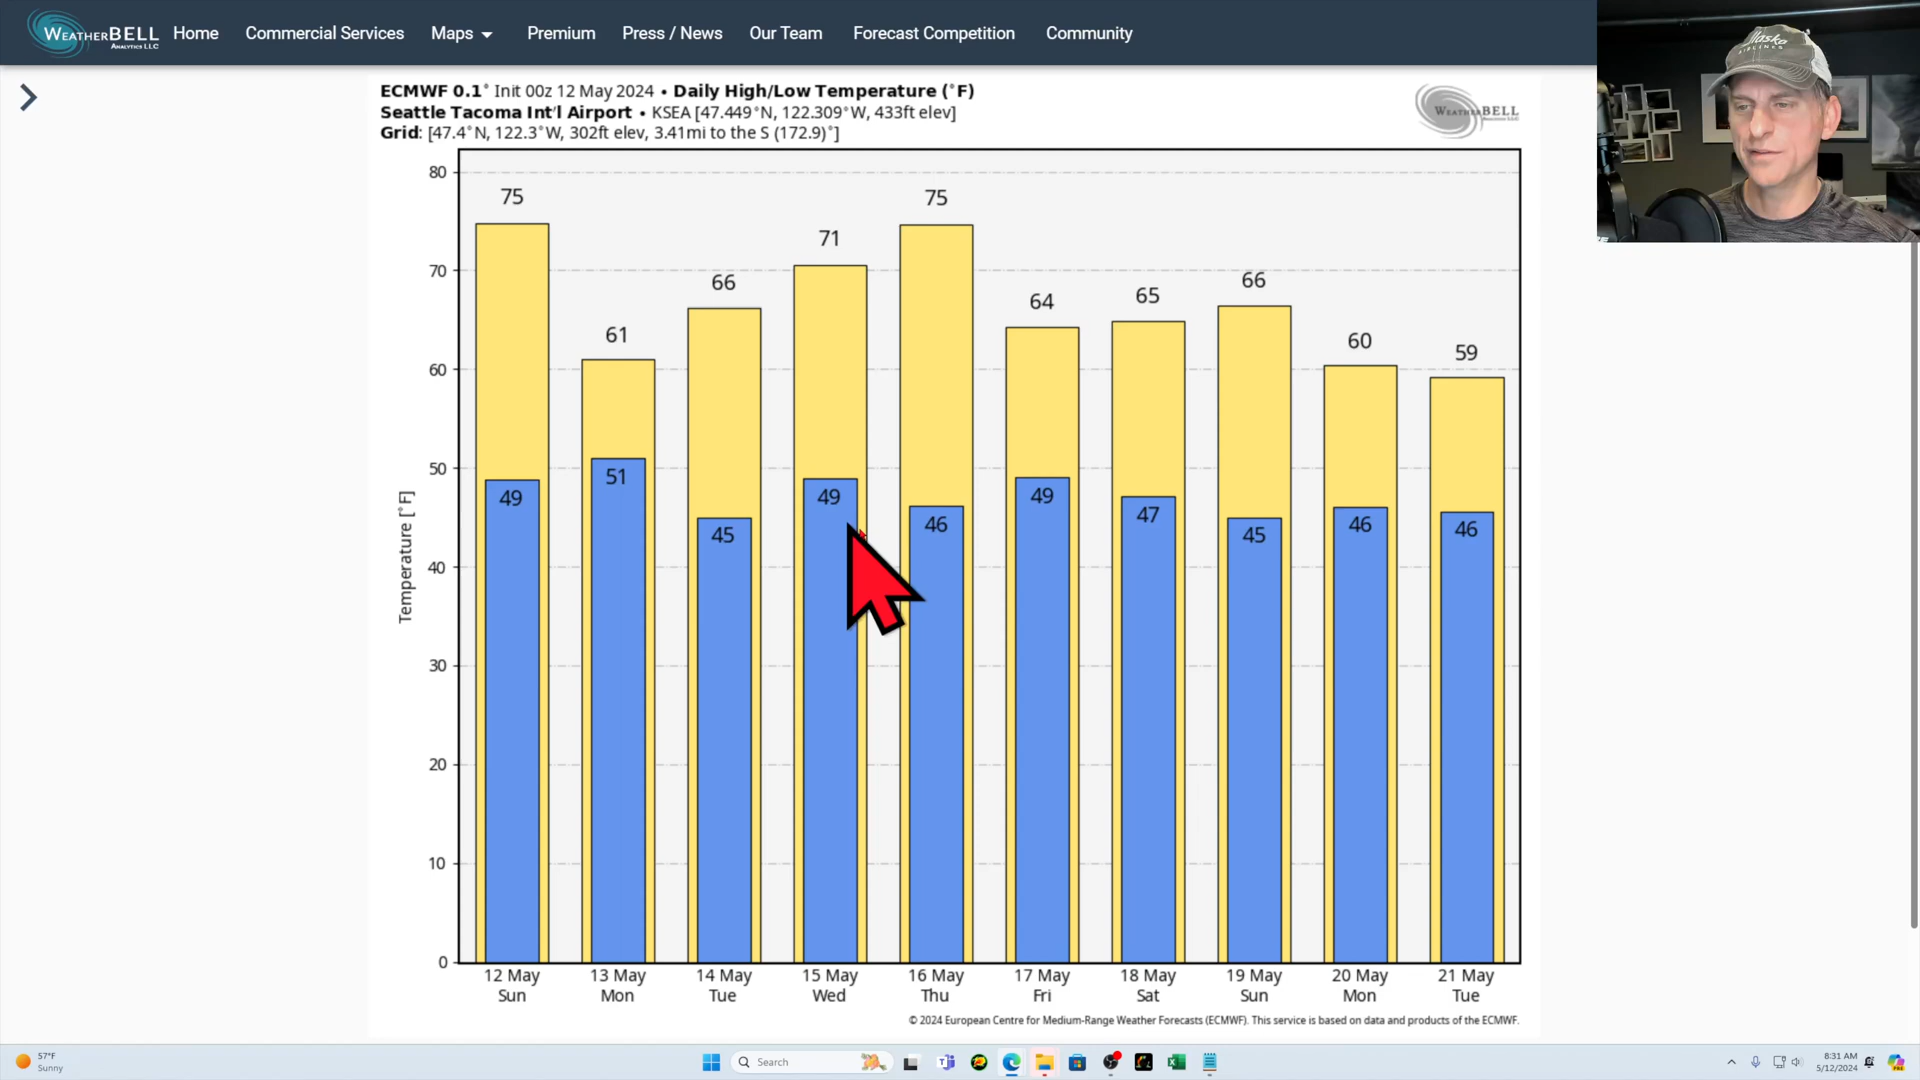 WEATHERBELL
ANALYTICS LLC
Home
Commercial Services
Maps
Premium
Press / News
Our Team
Forecast Competition
Community
ECMWF 0.1° Init 00z 12 May 2024 • Daily High/Low Temperature (°F)
Seattle Tacoma Int'l Airport • KSEA [47.449°N, 122.309°W, 433ft elev]
Grid: [47.4°N, 122.3°W, 302ft elev, 3.41mi to the S (172.9)°]
WEATHERBELL
Alaska
AIRLINES
80
70
60
50
40
30
20
10
0
Temperature [°F]
75
61
66
71
75
64
65
66
60
59
49
51
45
49
46
49
47
45
46
46
12 May
Sun
13 May
Mon
14 May
Tue
15 May
Wed
16 May
Thu
17 May
Fri
18 May
Sat
19 May
Sun
20 May
Mon
21 May
Tue
© 2024 European Centre for Medium-Range Weather Forecasts (ECMWF). This service is based on data and products of the ECMWF.
57°F
Sunny
Search
8:31 AM
5/12/2024